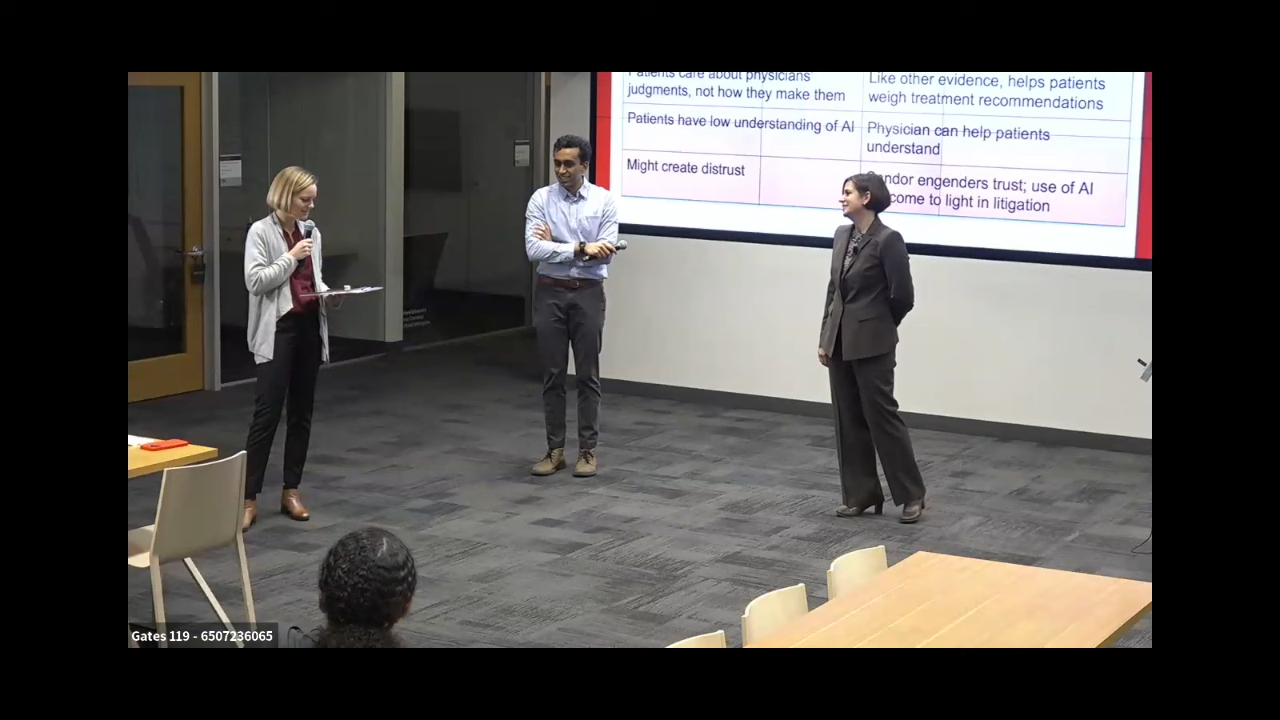 Patients care about physicians'
judgments, not how they make them
Like other evidence, helps patients
weigh treatment recommendations
Patients have low understanding of AI
Physician can help patients
understand
Might create distrust
Candor engenders trust; use of AI
come to light in litigation
Gates 119 - 6507236065